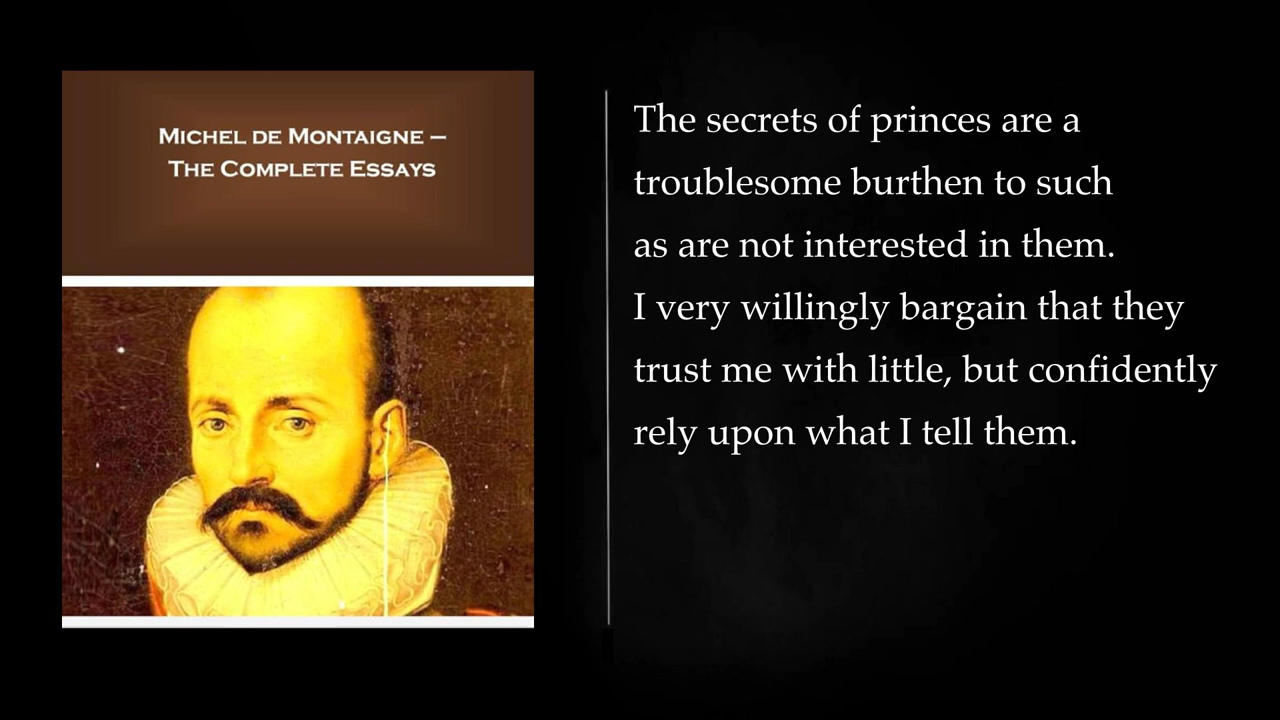 MICHEL DE MONTAIGNE –
THE COMPLETE ESSAYS
The secrets of princes are a
troublesome burthen to such
as are not interested in them.
I very willingly bargain that they
trust me with little, but confidently
rely upon what I tell them.